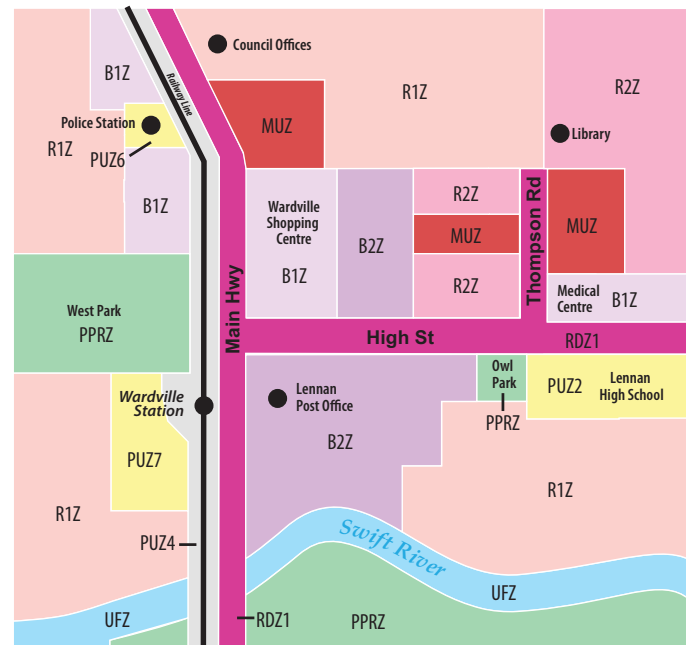 Council Offices
B1Z
Railway Line
R1Z
R2Z
Police Station
MUZ
Library
R1Z
PUZ6
B1Z
Wardville
Shopping
Centre
B1Z
B2Z
R2Z
MUZ
R2Z
Thompson Rd
MUZ
Medical
Centre
B1Z
West Park
PPRZ
Main Hwy
High St
RDZ1
Wardville
Station
Lennan
Post Office
B2Z
Owl
Park
PPRZ
PUZ2
Lennan
High School
PUZ7
R1Z
R1Z
PUZ4
Swift River
UFZ
UFZ
RDZ1
PPRZ